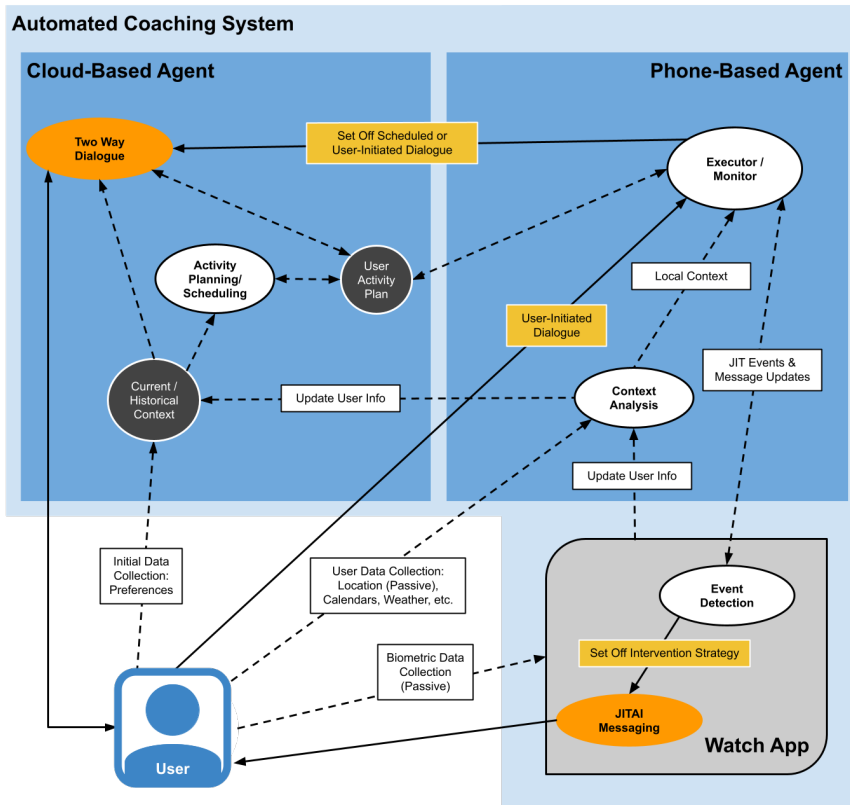 Automated Coaching System
Cloud-Based Agent
Phone-Based Agent
Two Way
Dialogue
Set Off Scheduled or
User-Initiated Dialogue
Executor /
Monitor
Activity
Planning/
Scheduling
User
Activity
Plan
Local Context
User-Initiated
Dialogue
JIT Events &
Message Updates
Current /
Historical
Context
Update User Info
Context
Analysis
Update User Info
Initial Data
Collection:
Preferences
User Data Collection:
Location (Passive),
Calendars, Weather, etc.
Event
Detection
Biometric Data
Collection
(Passive)
Set Off Intervention Strategy
JITAI
Messaging
Watch App
User